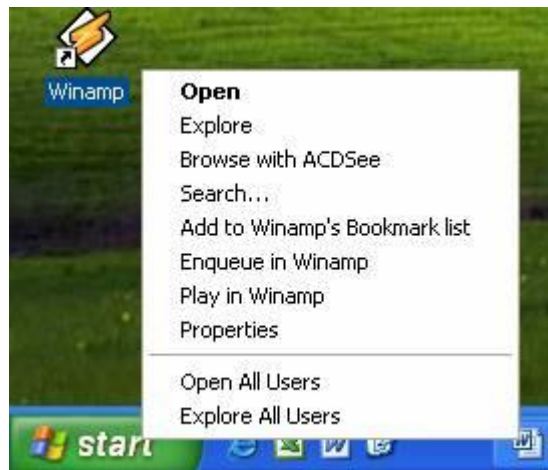 Winamp
Open
Explore
Browse with ACDSee
Search...
Add to Winamp's Bookmark list
Enqueue in Winamp
Play in Winamp
Properties
Open All Users
Explore All Users
start